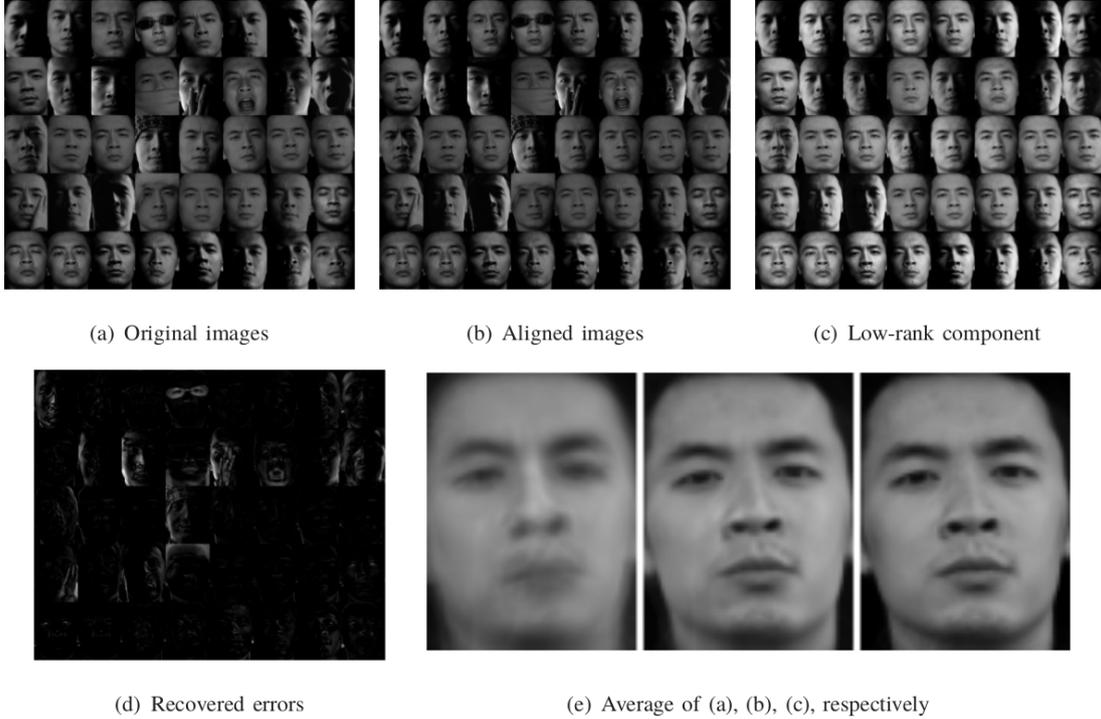 (a) Original images
(b) Aligned images
(c) Low-rank component
(d) Recovered errors
(e) Average of (a), (b), (c), respectively